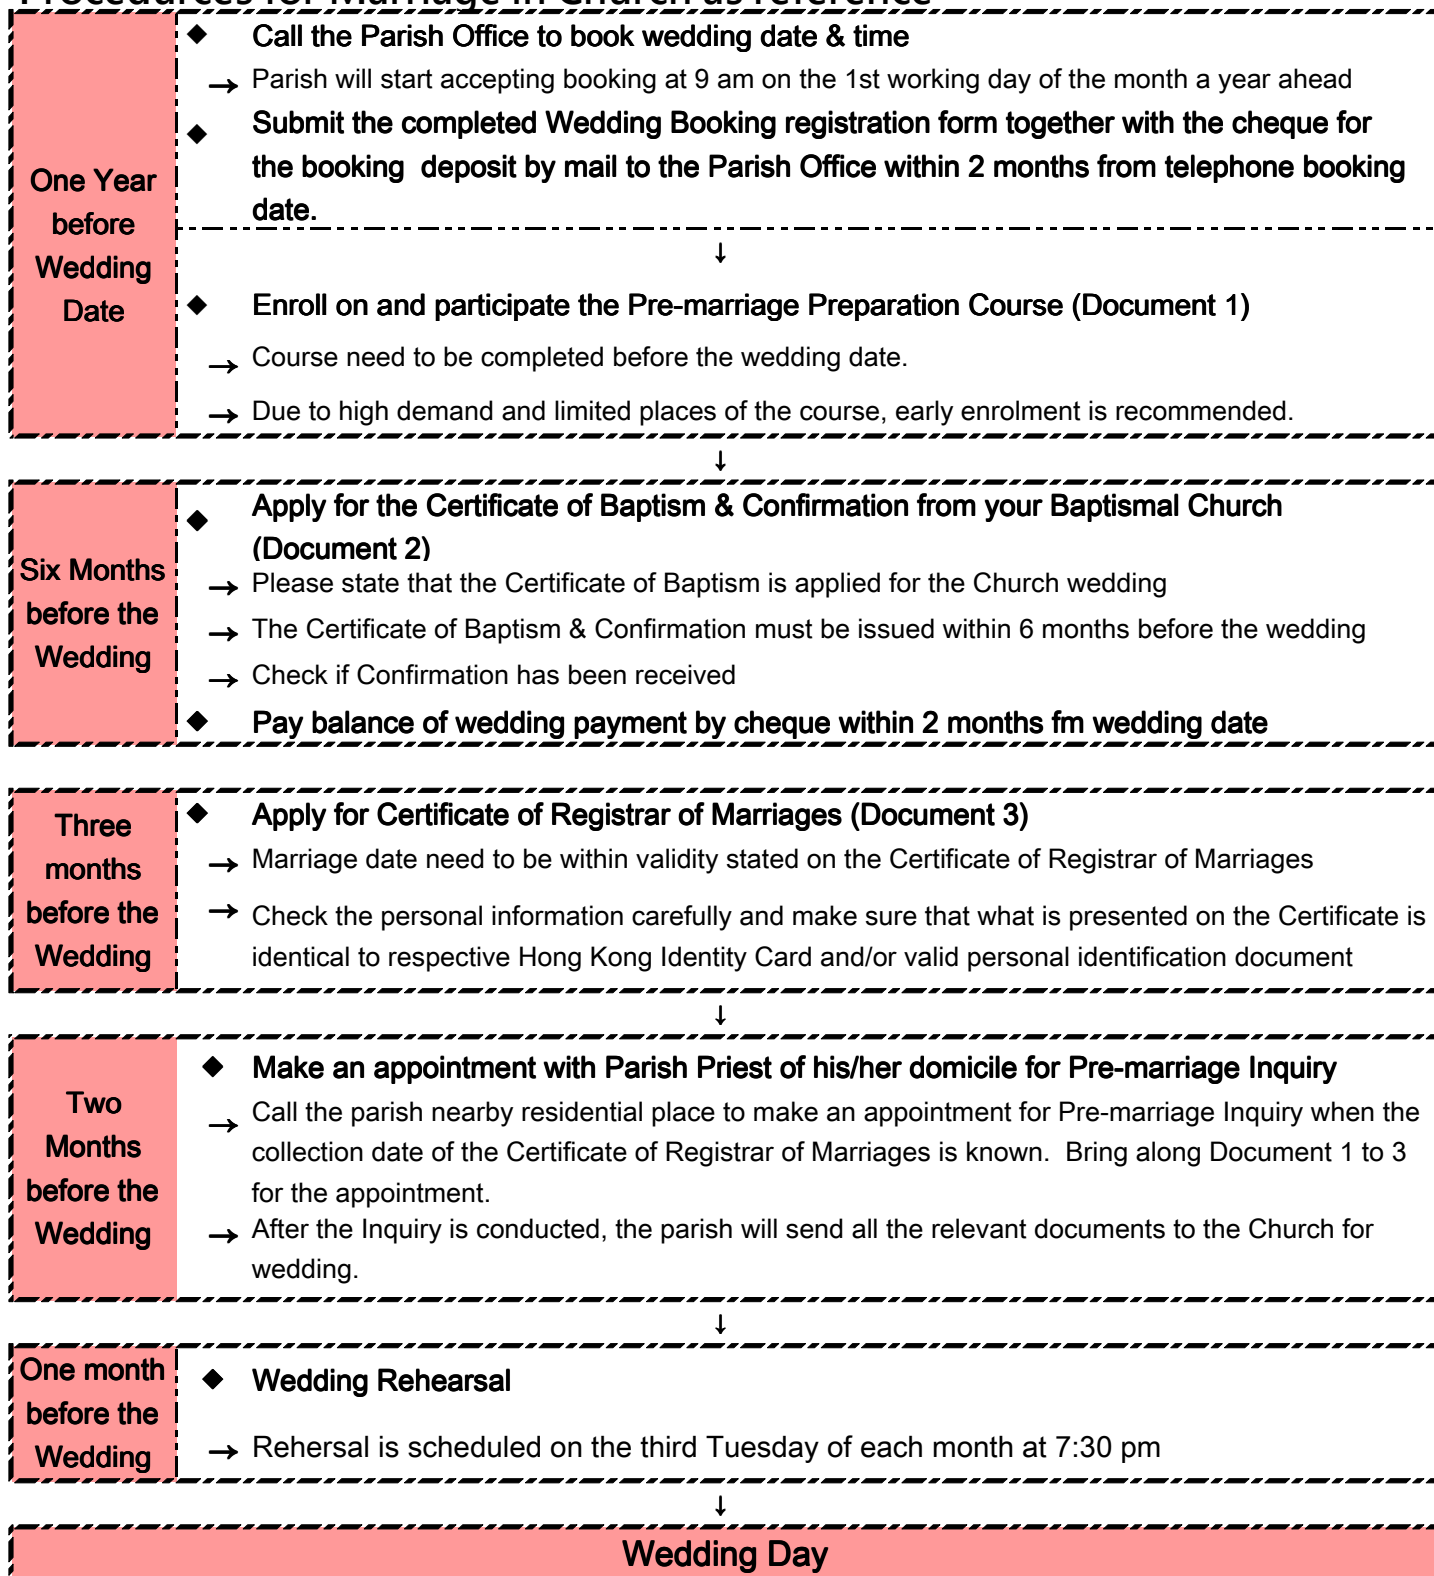 Procedures for Marriage in Church as reference
One Year
before
Wedding
Date
◆ Call the Parish Office to book wedding date & time
→ Parish will start accepting booking at 9 am on the 1st working day of the month a year ahead
◆ Submit the completed Wedding Booking registration form together with the cheque for
the booking deposit by mail to the Parish Office within 2 months from telephone booking
date.
↓
◆ Enroll on and participate the Pre-marriage Preparation Course (Document 1)
→ Course need to be completed before the wedding date.
→ Due to high demand and limited places of the course, early enrolment is recommended.
↓
Six Months
before the
Wedding
◆ Apply for the Certificate of Baptism & Confirmation from your Baptismal Church
(Document 2)
→ Please state that the Certificate of Baptism is applied for the Church wedding
→ The Certificate of Baptism & Confirmation must be issued within 6 months before the wedding
→ Check if Confirmation has been received
◆ Pay balance of wedding payment by cheque within 2 months fm wedding date
Three
months
before the
Wedding
◆ Apply for Certificate of Registrar of Marriages (Document 3)
→ Marriage date need to be within validity stated on the Certificate of Registrar of Marriages
→ Check the personal information carefully and make sure that what is presented on the Certificate is
identical to respective Hong Kong Identity Card and/or valid personal identification document
↓
Two
Months
before the
Wedding
◆ Make an appointment with Parish Priest of his/her domicile for Pre-marriage Inquiry
→ Call the parish nearby residential place to make an appointment for Pre-marriage Inquiry when the
collection date of the Certificate of Registrar of Marriages is known. Bring along Document 1 to 3
for the appointment.
→ After the Inquiry is conducted, the parish will send all the relevant documents to the Church for
wedding.
↓
One month
before the
Wedding
◆ Wedding Rehearsal
→ Rehersal is scheduled on the third Tuesday of each month at 7:30 pm
↓
Wedding Day